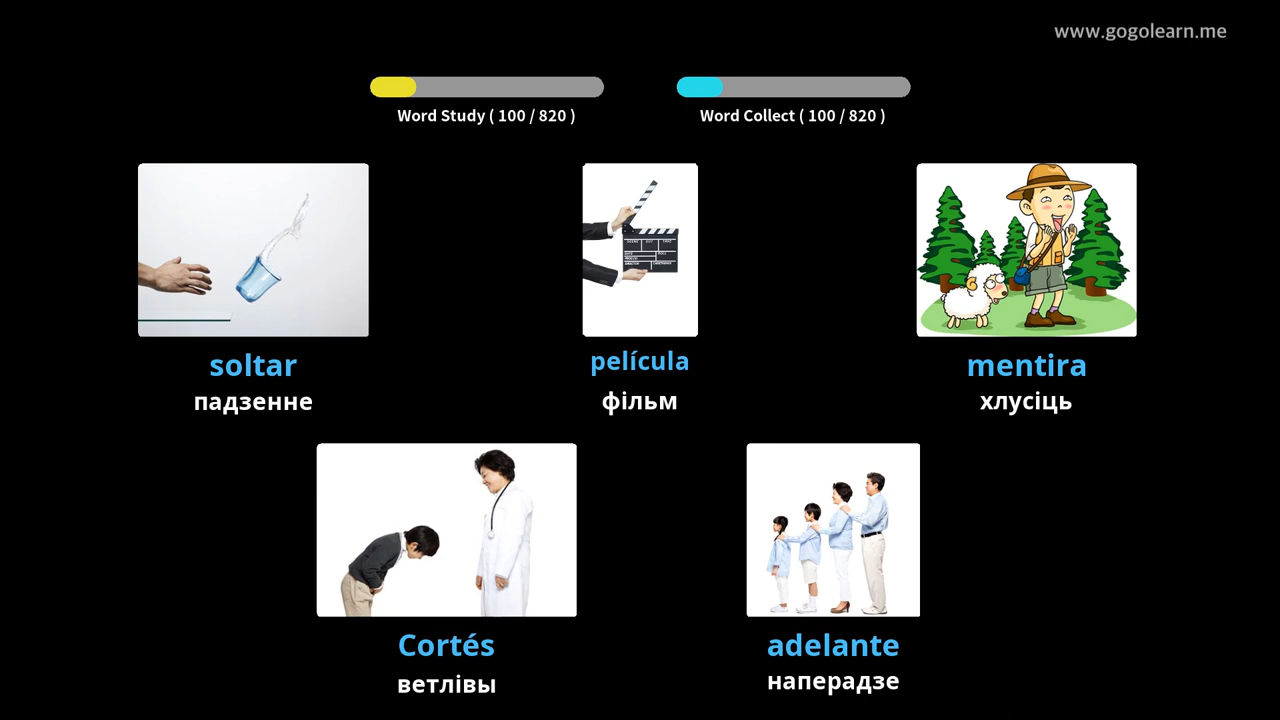 www.gogolearn.me
Word Study ( 100 / 820 )
Word Collect ( 100 / 820 )
soltar
падзенне
película
фільм
mentira
хлусіць
Cortés
ветлівы
adelante
наперадзе